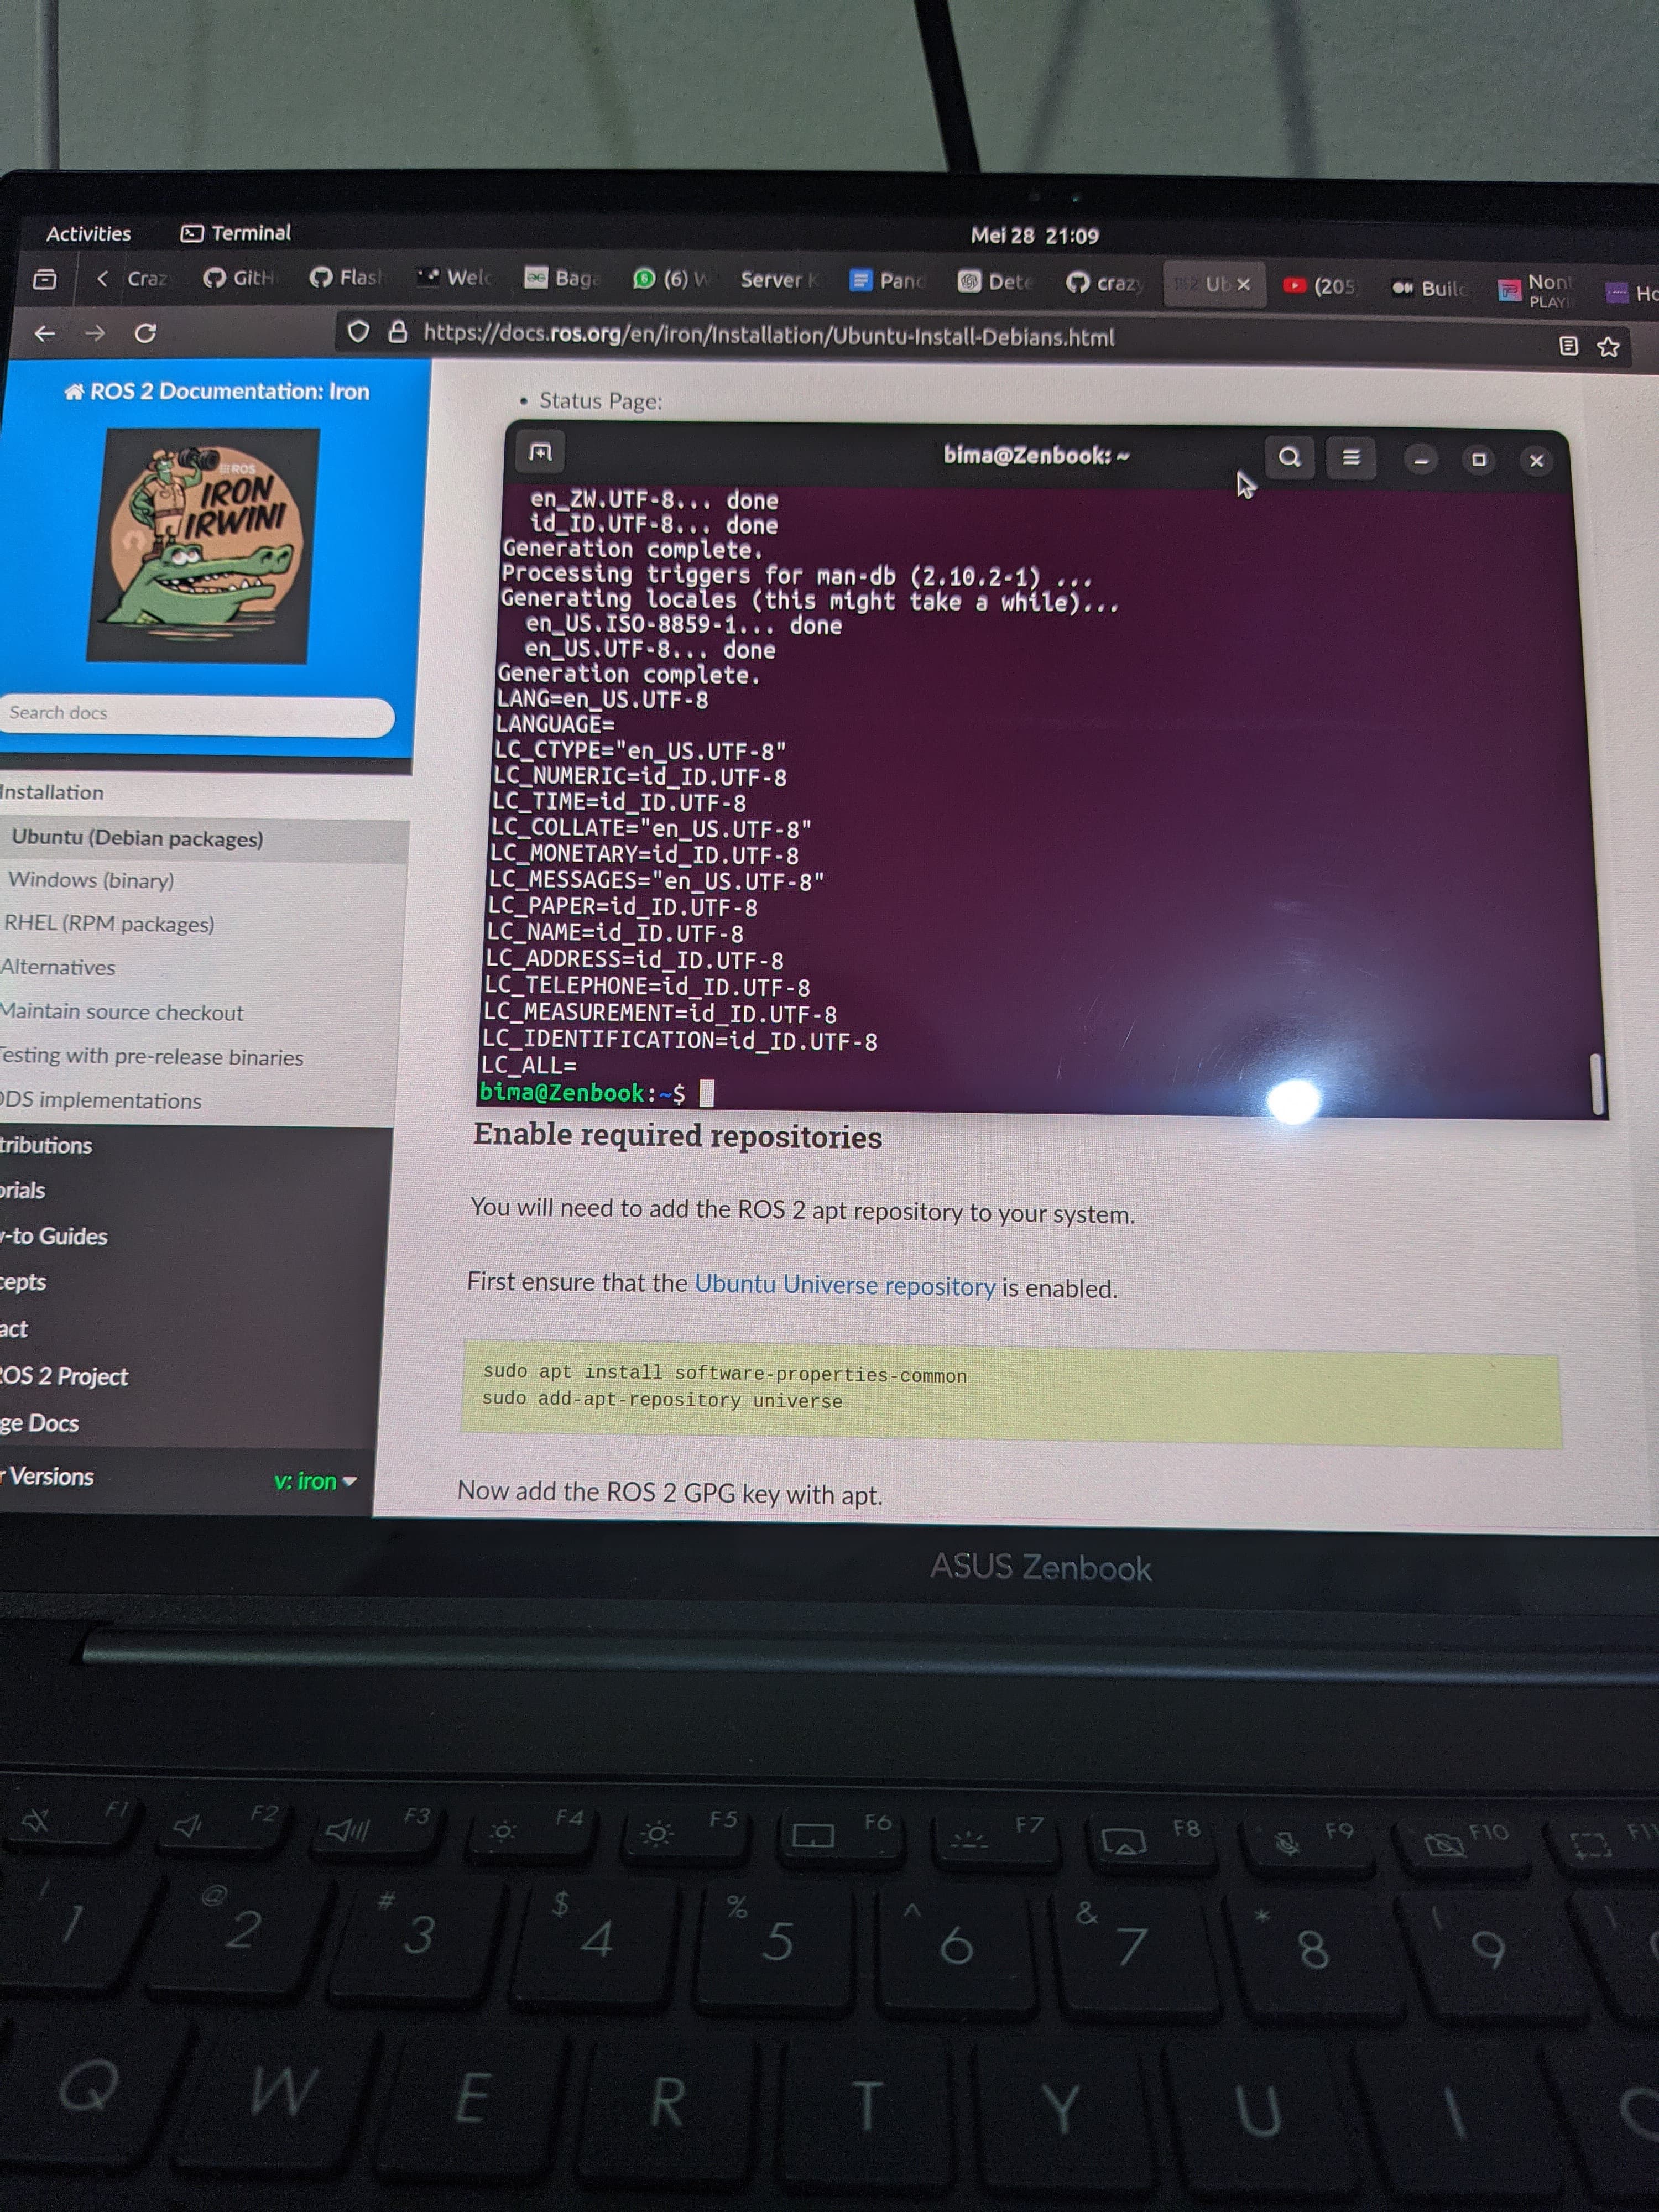 Activities
Terminal
Mei 28 21:09
Craz
GitH
Flash
Welc
Bag
(6) W
Server K
Pand
Dete
crazy
Ub
(205
Build
Nont
PLAYI
Ho
https://docs.ros.org/en/iron/Installation/Ubuntu-Install-Debians.html
ROS 2 Documentation: Iron
ROS
IRON
IRWINI
Search docs
Installation
Ubuntu (Debian packages)
Windows (binary)
RHEL (RPM packages)
Alternatives
Maintain source checkout
Testing with pre-release binaries
DDS implementations
tributions
orials
-to Guides
cepts
act
ROS 2 Project
ge Docs
r Versions
v: iron
• Status Page:
bima@Zenbook: ~
en_ZW.UTF-8... done
id_ID.UTF-8... done
Generation complete.
Processing triggers for man-db (2.10.2-1) ...
Generating locales (this might take a while)...
en_US.ISO-8859-1... done
en_US.UTF-8... done
Generation complete.
LANG=en_US.UTF-8
LANGUAGE=
LC_CTYPE="en_US.UTF-8"
LC_NUMERIC=id_ID.UTF-8
LC_TIME=id_ID.UTF-8
LC_COLLATE="en_US.UTF-8"
LC_MONETARY=id_ID.UTF-8
LC_MESSAGES="en_US.UTF-8"
LC_PAPER=id_ID.UTF-8
LC_NAME=id_ID.UTF-8
LC_ADDRESS=id_ID.UTF-8
LC_TELEPHONE=id_ID.UTF-8
LC_MEASUREMENT=id_ID.UTF-8
LC_IDENTIFICATION=id_ID.UTF-8
LC_ALL=
bima@Zenbook:~$
Enable required repositories
You will need to add the ROS 2 apt repository to your system.
First ensure that the Ubuntu Universe repository is enabled.
sudo apt install software-properties-common
sudo add-apt-repository universe
Now add the ROS 2 GPG key with apt.
ASUS Zenbook
F1 F2 F3 F4 F5 F6 F7 F8 F9 F10 F11
! @ # $ % ^ & * (
1 2 3 4 5 6 7 8 9
Q W E R T Y U I